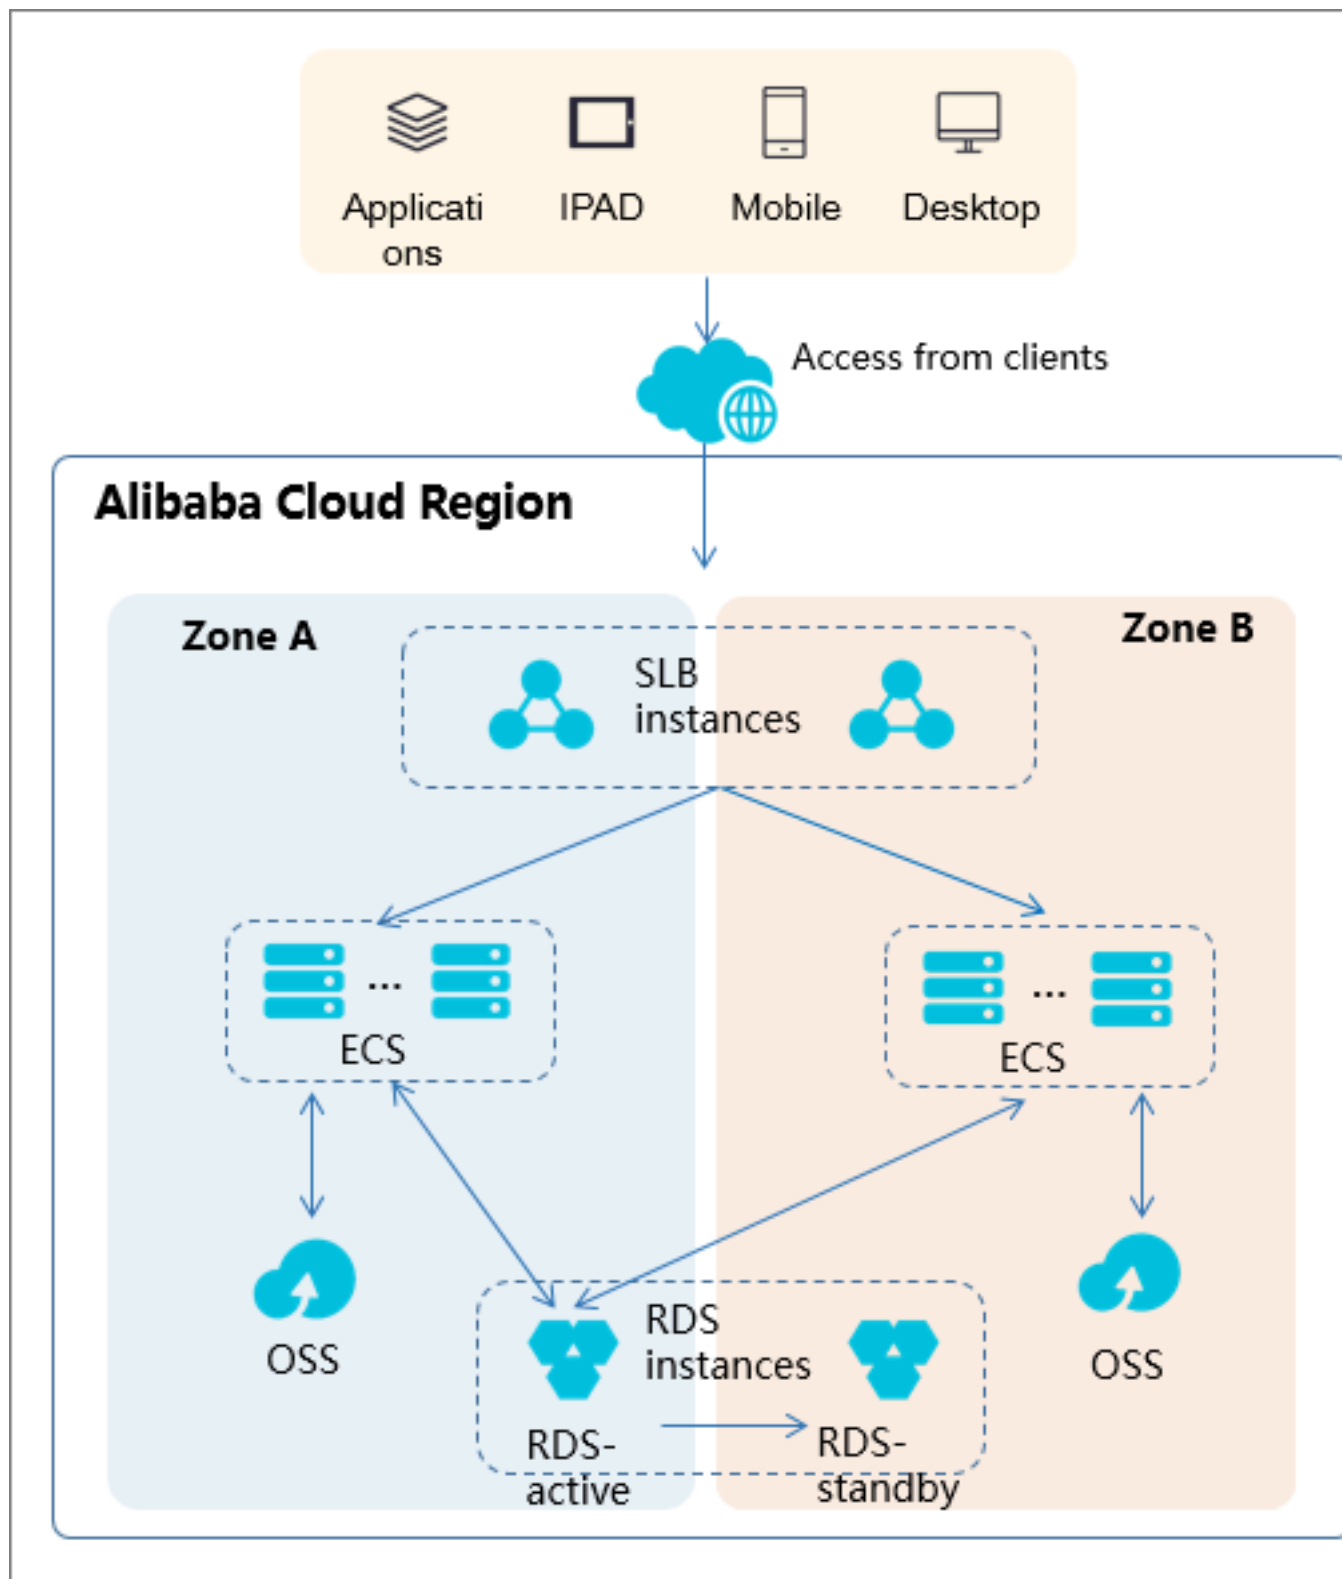 Applicati
ons
IPAD
Mobile
Desktop
Access from clients
Alibaba Cloud Region
Zone A
Zone B
SLB
instances
...
ECS
...
ECS
OSS
RDS
instances
OSS
RDS-
active
RDS-
standby